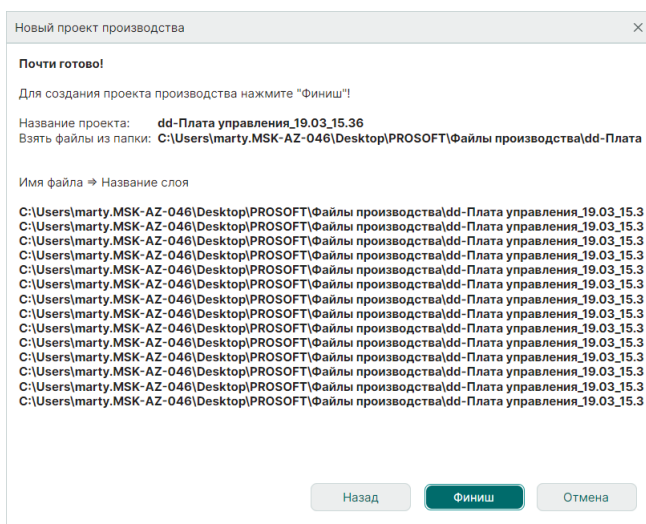 Новый проект производства
Почти готово!
Для создания проекта производства нажмите "Финиш"!
Название проекта: dd-Плата управления_19.03_15.36
Взять файлы из папки: C:\Users\marty.MSK-AZ-046\Desktop\PROSOFT\Файлы производства\dd-Плата
Имя файла ⇒ Название слоя
C:\Users\marty.MSK-AZ-046\Desktop\PROSOFT\Файлы производства\dd-Плата управления_19.03_15.3
C:\Users\marty.MSK-AZ-046\Desktop\PROSOFT\Файлы производства\dd-Плата управления_19.03_15.3
C:\Users\marty.MSK-AZ-046\Desktop\PROSOFT\Файлы производства\dd-Плата управления_19.03_15.3
C:\Users\marty.MSK-AZ-046\Desktop\PROSOFT\Файлы производства\dd-Плата управления_19.03_15.3
C:\Users\marty.MSK-AZ-046\Desktop\PROSOFT\Файлы производства\dd-Плата управления_19.03_15.3
C:\Users\marty.MSK-AZ-046\Desktop\PROSOFT\Файлы производства\dd-Плата управления_19.03_15.3
C:\Users\marty.MSK-AZ-046\Desktop\PROSOFT\Файлы производства\dd-Плата управления_19.03_15.3
C:\Users\marty.MSK-AZ-046\Desktop\PROSOFT\Файлы производства\dd-Плата управления_19.03_15.3
C:\Users\marty.MSK-AZ-046\Desktop\PROSOFT\Файлы производства\dd-Плата управления_19.03_15.3
C:\Users\marty.MSK-AZ-046\Desktop\PROSOFT\Файлы производства\dd-Плата управления_19.03_15.3
C:\Users\marty.MSK-AZ-046\Desktop\PROSOFT\Файлы производства\dd-Плата управления_19.03_15.3
C:\Users\marty.MSK-AZ-046\Desktop\PROSOFT\Файлы производства\dd-Плата управления_19.03_15.3
C:\Users\marty.MSK-AZ-046\Desktop\PROSOFT\Файлы производства\dd-Плата управления_19.03_15.3
C:\Users\marty.MSK-AZ-046\Desktop\PROSOFT\Файлы производства\dd-Плата управления_19.03_15.3
Назад Финиш Отмена